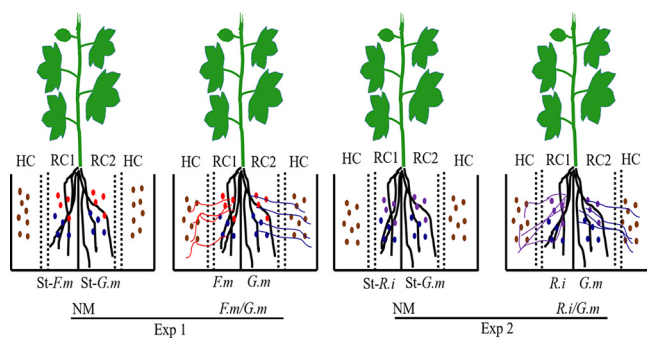 HC RC1 RC2 HC HC RC1 RC2 HC HC RC1 RC2 HC HC RC1 RC2 HC
St-F.m St-G.m F.m G.m St-R.i St-G.m R.i G.m
NM F.m/G.m NM R.i/G.m
Exp 1 Exp 2